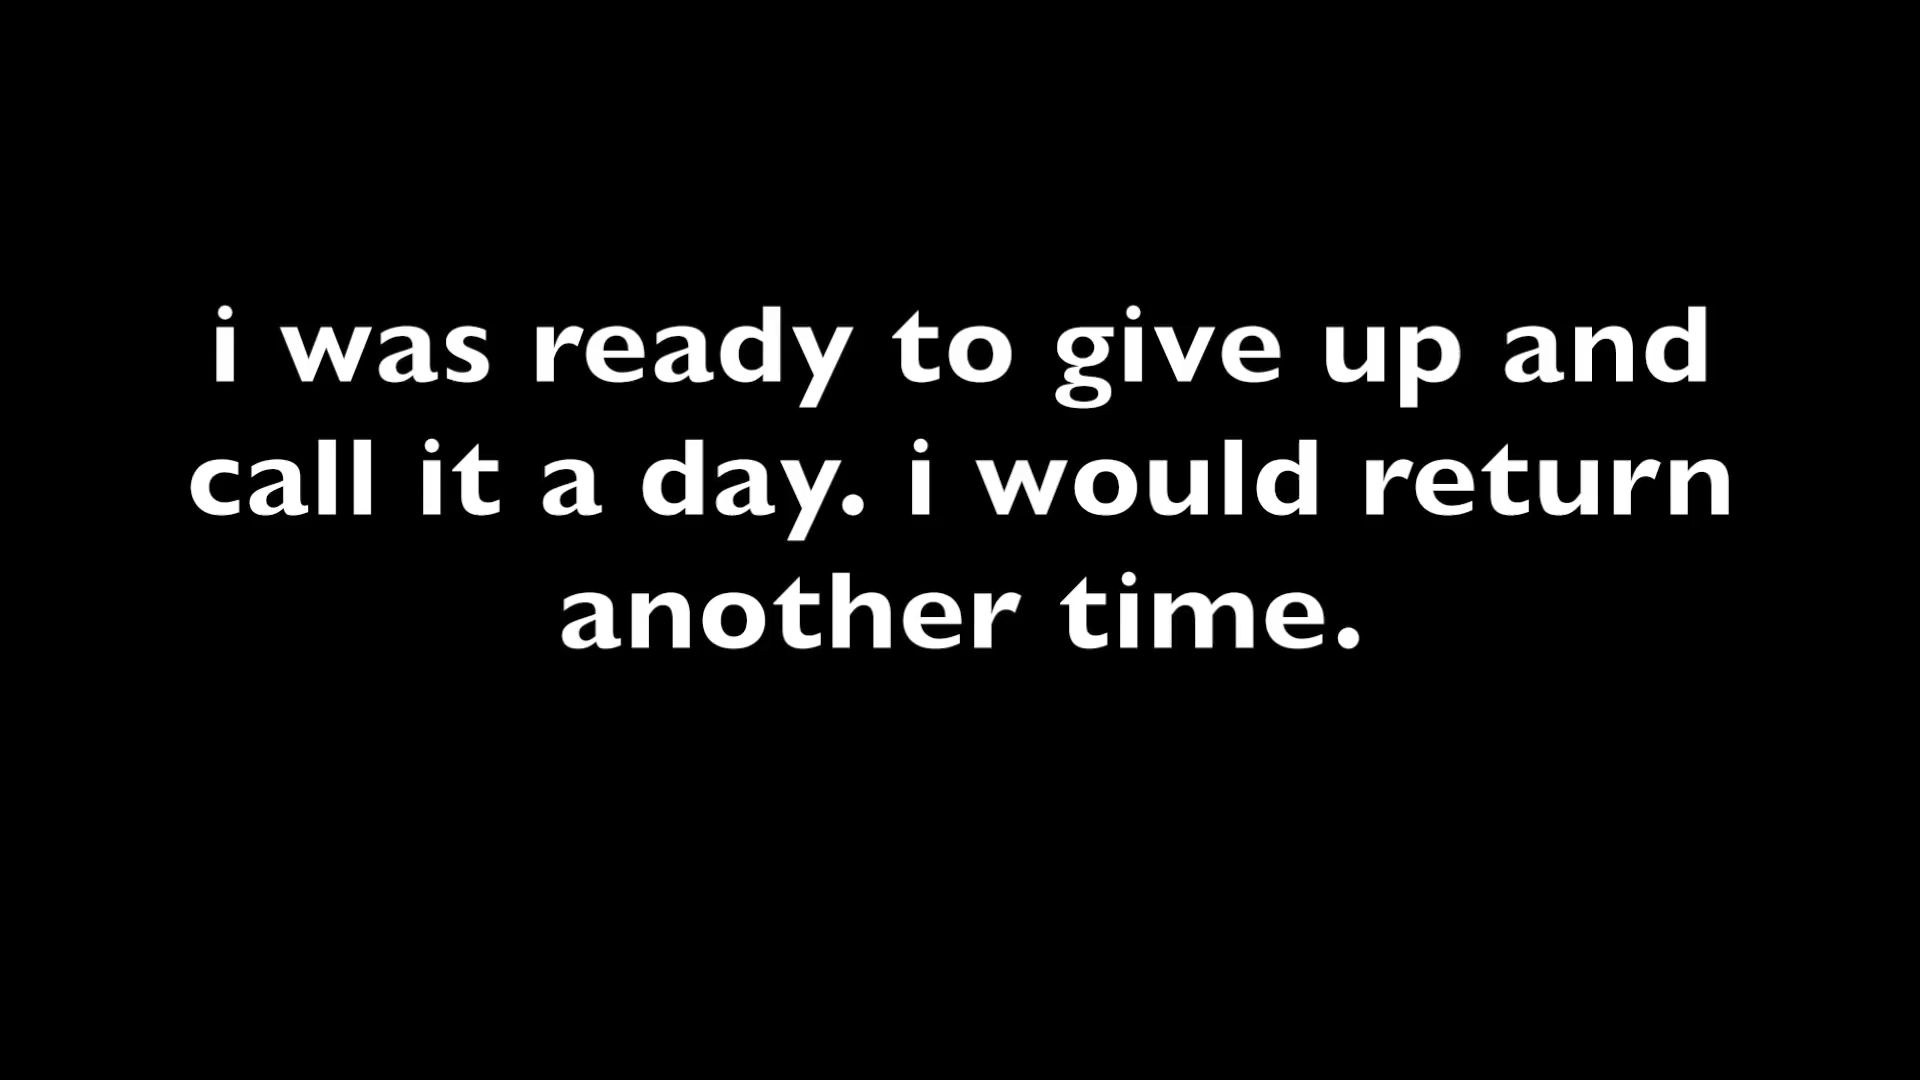 i was ready to give up and
call it a day. i would return
another time.